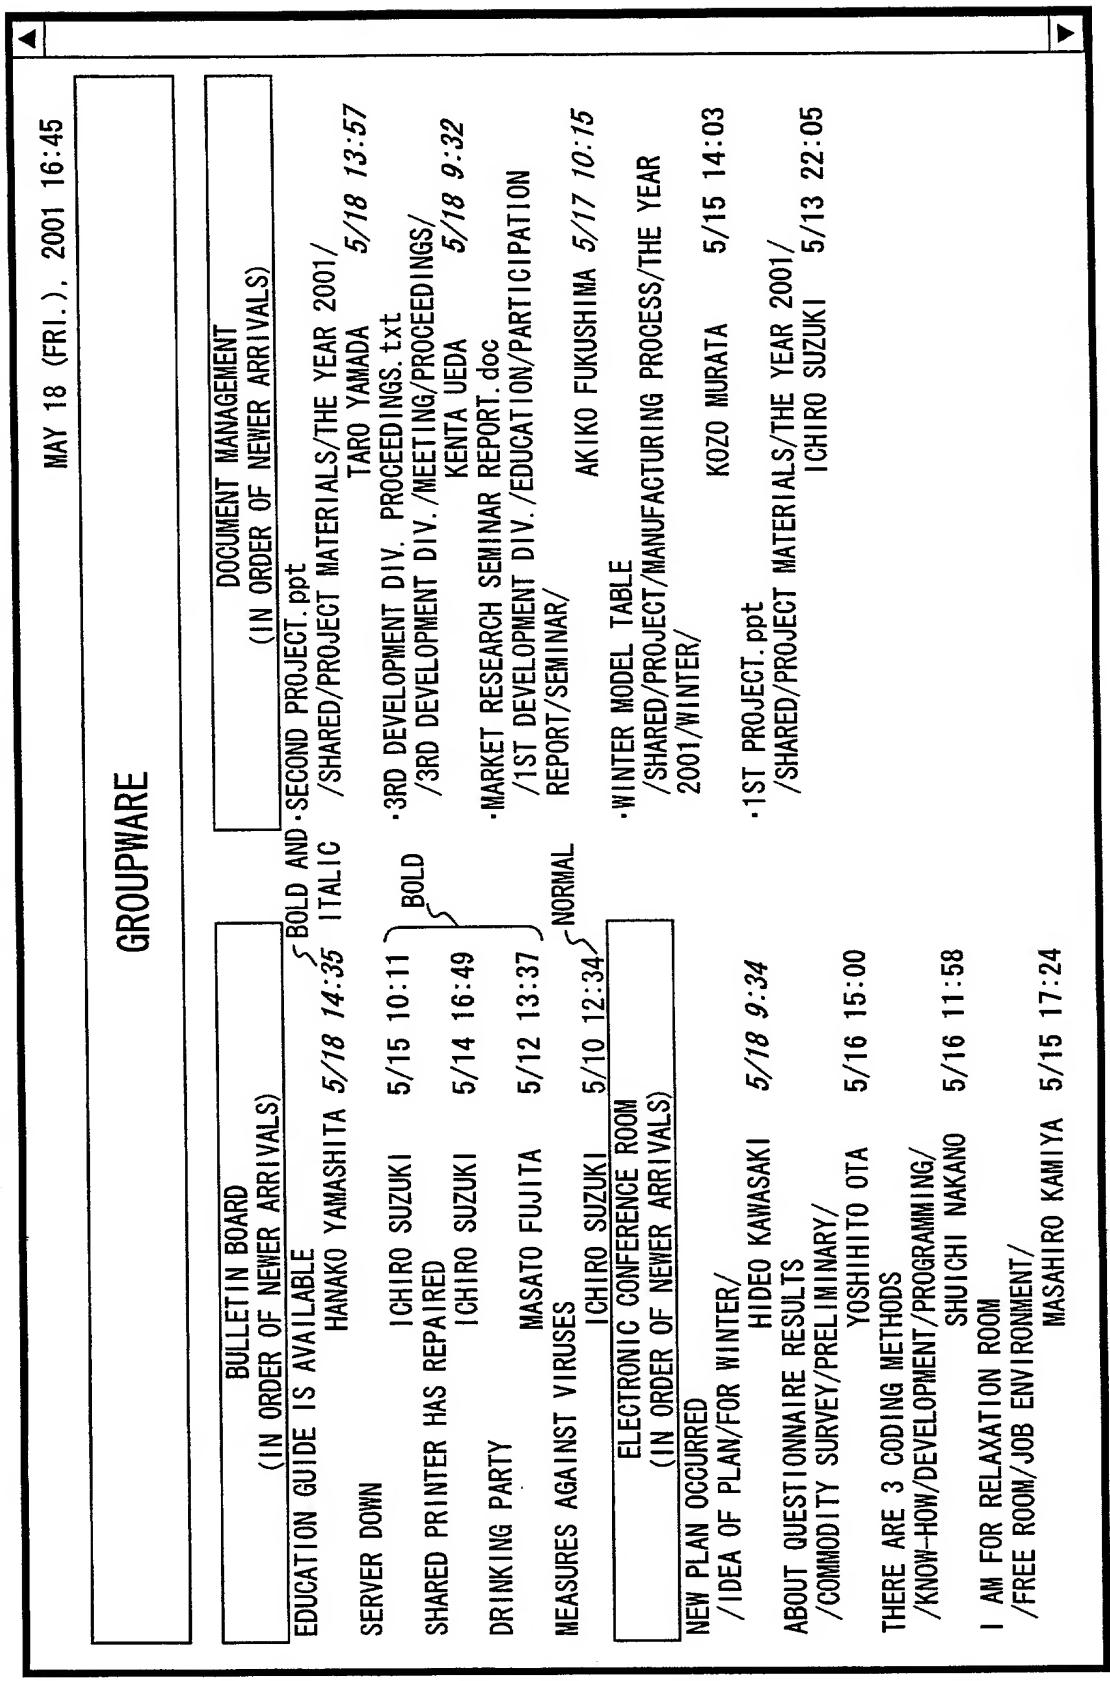 MAY 18 (FRI.), 2001 16:45
GROUPWARE
BULLETIN BOARD
(IN ORDER OF NEWER ARRIVALS)
EDUCATION GUIDE IS AVAILABLE
HANAKO YAMASHITA 5/18 14:35
BOLD AND
ITALIC
SERVER DOWN
ICHIRO SUZUKI 5/15 10:11
SHARED PRINTER HAS REPAIRED
ICHIRO SUZUKI 5/14 16:49
BOLD
DRINKING PARTY
MASATO FUJITA 5/12 13:37
MEASURES AGAINST VIRUSES
ICHIRO SUZUKI 5/10 12:34
NORMAL
ELECTRONIC CONFERENCE ROOM
(IN ORDER OF NEWER ARRIVALS)
NEW PLAN OCCURRED
/IDEA OF PLAN/FOR WINTER/
HIDEO KAWASAKI 5/18 9:34
ABOUT QUESTIONNAIRE RESULTS
/COMMODITY SURVEY/PRELIMINARY/
YOSHIHITO OTA 5/16 15:00
THERE ARE 3 CODING METHODS
/KNOW-HOW/DEVELOPMENT/PROGRAMMING/
SHUICHI NAKANO 5/16 11:58
I AM FOR RELAXATION ROOM
/FREE ROOM/JOB ENVIRONMENT/
MASAHIRO KAMIYA 5/15 17:24
DOCUMENT MANAGEMENT
(IN ORDER OF NEWER ARRIVALS)
·SECOND PROJECT.ppt
/SHARED/PROJECT MATERIALS/THE YEAR 2001/
TARO YAMADA 5/18 13:57
·3RD DEVELOPMENT DIV. PROCEEDINGS.txt
/3RD DEVELOPMENT DIV./MEETING/PROCEEDINGS/
KENTA UEDA 5/18 9:32
·MARKET RESEARCH SEMINAR REPORT.doc
/1ST DEVELOPMENT DIV./EDUCATION/PARTICIPATION
REPORT/SEMINAR/
AKIKO FUKUSHIMA 5/17 10:15
·WINTER MODEL TABLE
/SHARED/PROJECT/MANUFACTURING PROCESS/THE YEAR
2001/WINTER/
KOZO MURATA 5/15 14:03
·1ST PROJECT.ppt
/SHARED/PROJECT MATERIALS/THE YEAR 2001/
ICHIRO SUZUKI 5/13 22:05